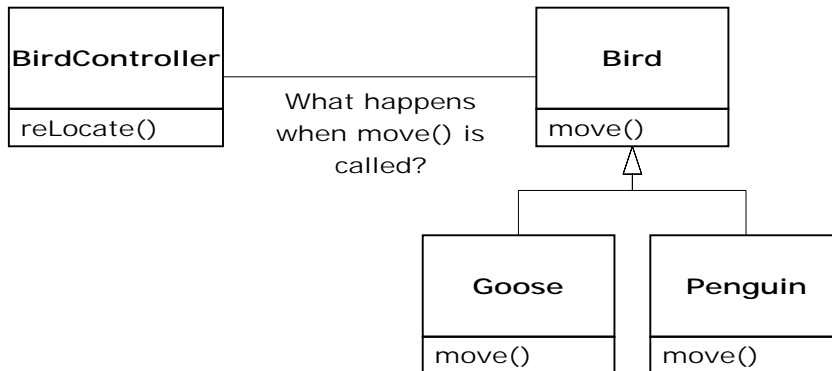 BirdController
reLocate()
What happens
when move() is
called?
Bird
move()
Goose
move()
Penguin
move()